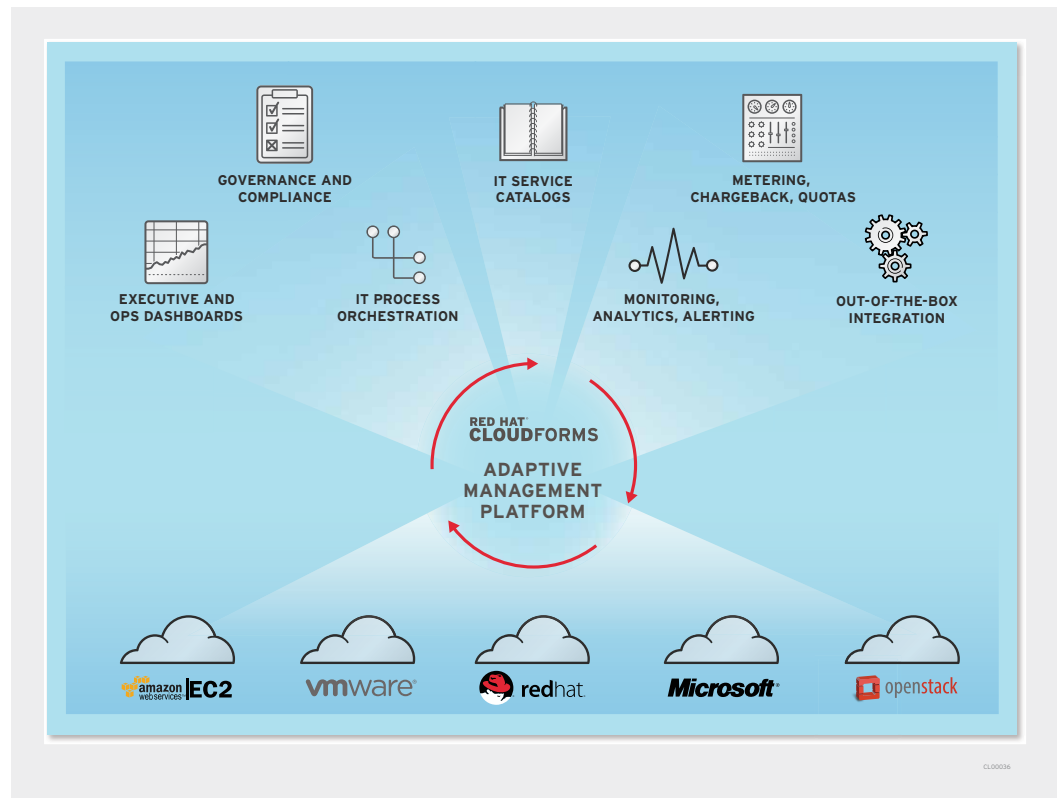 GOVERNANCE AND
COMPLIANCE
IT SERVICE
CATALOGS
METERING,
CHARGEBACK, QUOTAS
EXECUTIVE AND
OPS DASHBOARDS
IT PROCESS
ORCHESTRATION
MONITORING,
ANALYTICS, ALERTING
OUT-OF-THE-BOX
INTEGRATION
RED HAT®
CLOUDFORMS
ADAPTIVE
MANAGEMENT
PLATFORM
amazon
web services™
EC2
vmware®
redhat.
Microsoft®
openstack
CL00036